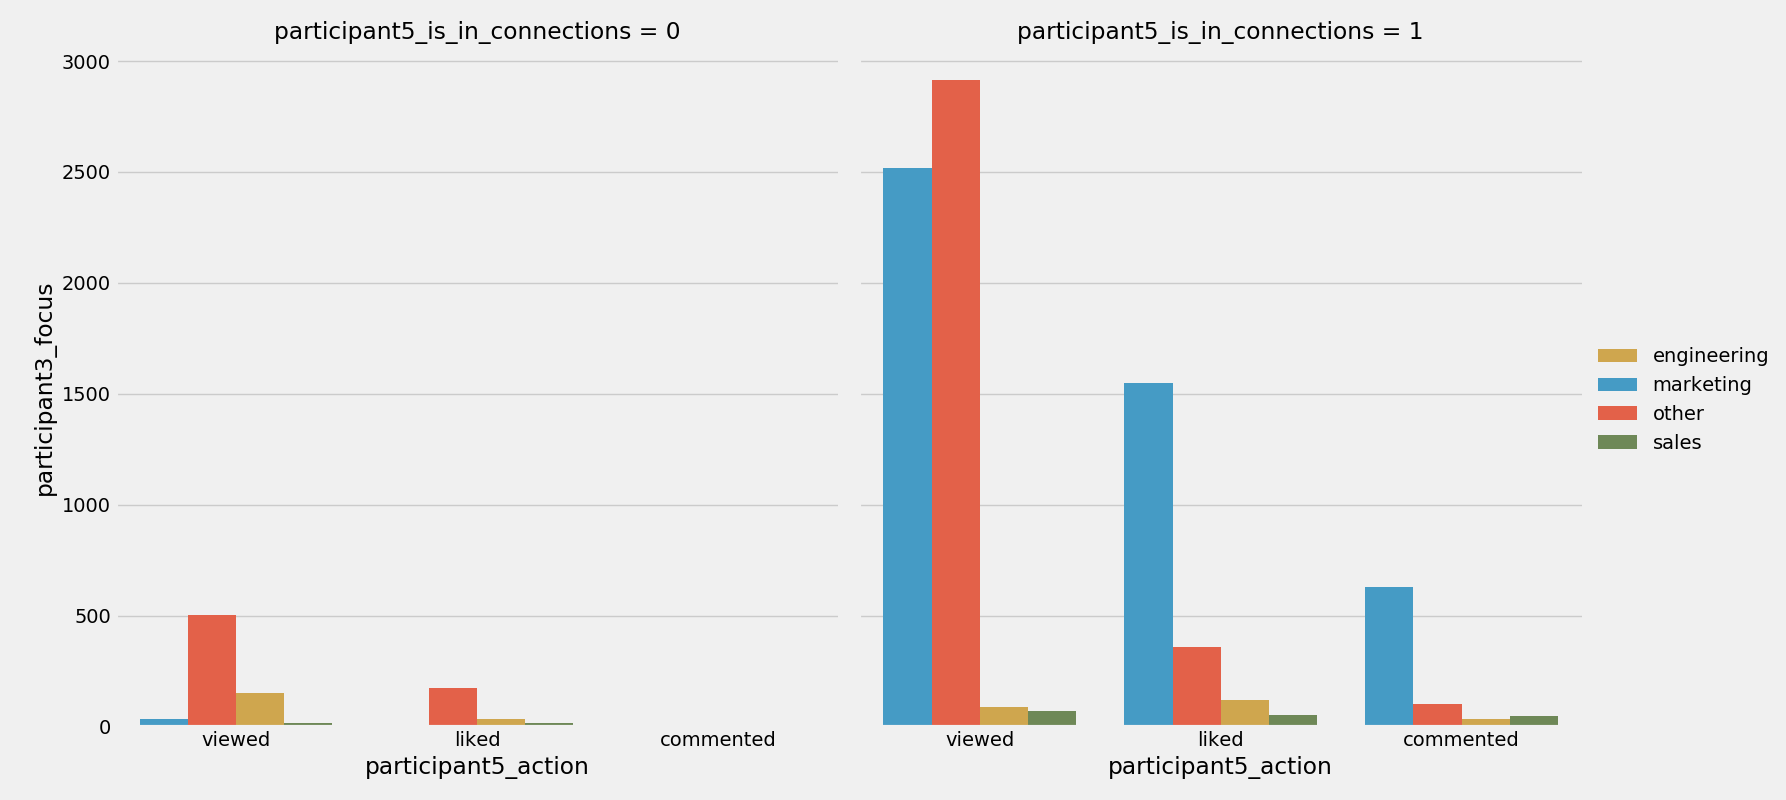 participant5_is_in_connections = 0
participant5_is_in_connections = 1
3000
2500
2000
1500
1000
500
0
participant3_focus
viewed
liked
commented
participant5_action
viewed
liked
commented
participant5_action
engineering
marketing
other
sales